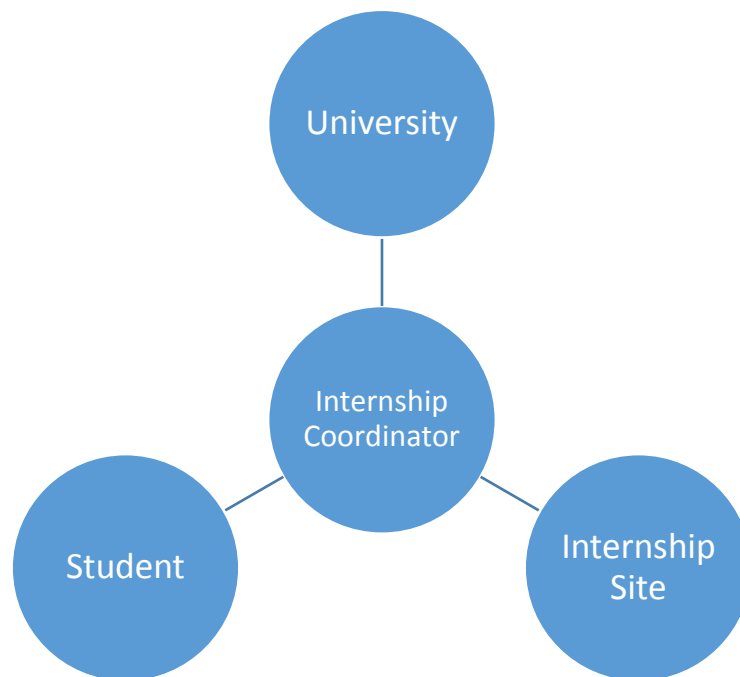 University
Internship
Coordinator
Student
Internship
Site